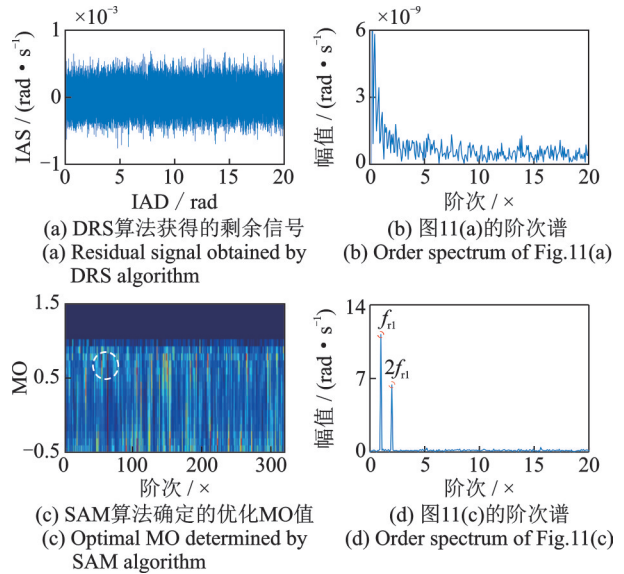 ×10⁻³
1
0
−1
IAS / (rad • s⁻¹)
0 5 10 15 20
IAD / rad
(a) DRS算法获得的剩余信号
(a) Residual signal obtained by
DRS algorithm
×10⁻⁹
6
3
0
幅值 / (rad • s⁻¹)
0 5 10 15 20
阶次 / ×
(b) 图11(a)的阶次谱
(b) Order spectrum of Fig.11(a)
1.5
0.5
−0.5
MO
0 100 200 300
阶次 / ×
(c) SAM算法确定的优化MO值
(c) Optimal MO determined by
SAM algorithm
14
7
0
幅值 / (rad • s⁻¹)
f_r1
2f_r1
0 5 10 15 20
阶次 / ×
(d) 图11(c)的阶次谱
(d) Order spectrum of Fig.11(c)